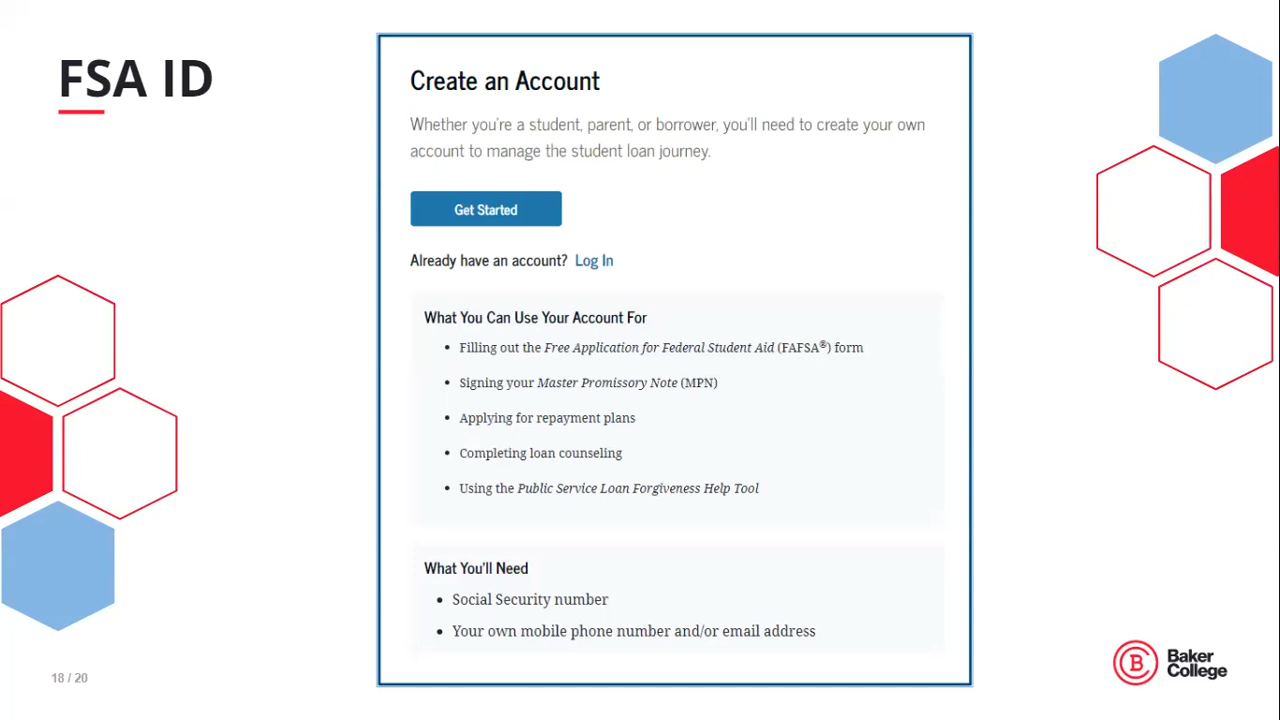 FSA ID
Create an Account
Whether you're a student, parent, or borrower, you'll need to create your own
account to manage the student loan journey.
Get Started
Already have an account? Log In
What You Can Use Your Account For
• Filling out the Free Application for Federal Student Aid (FAFSA®) form
• Signing your Master Promissory Note (MPN)
• Applying for repayment plans
• Completing loan counseling
• Using the Public Service Loan Forgiveness Help Tool
What You'll Need
• Social Security number
• Your own mobile phone number and/or email address
18 / 20
B
Baker
College